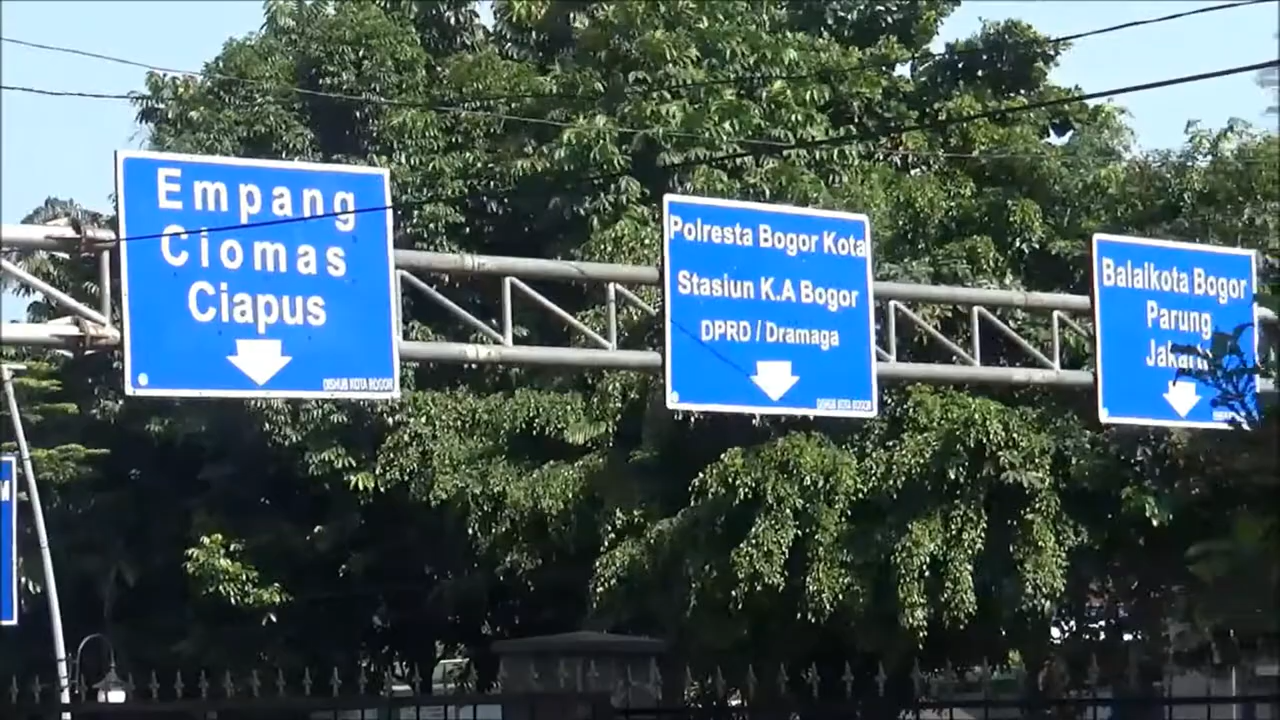 Empang
Ciomas
Ciapus
DISHUB KOTA BOGOR
Polresta Bogor Kota
Stasiun K.A Bogor
DPRD / Dramaga
DISHUB KOTA BOGOR
Balaikota Bogor
Parung
Jakarta